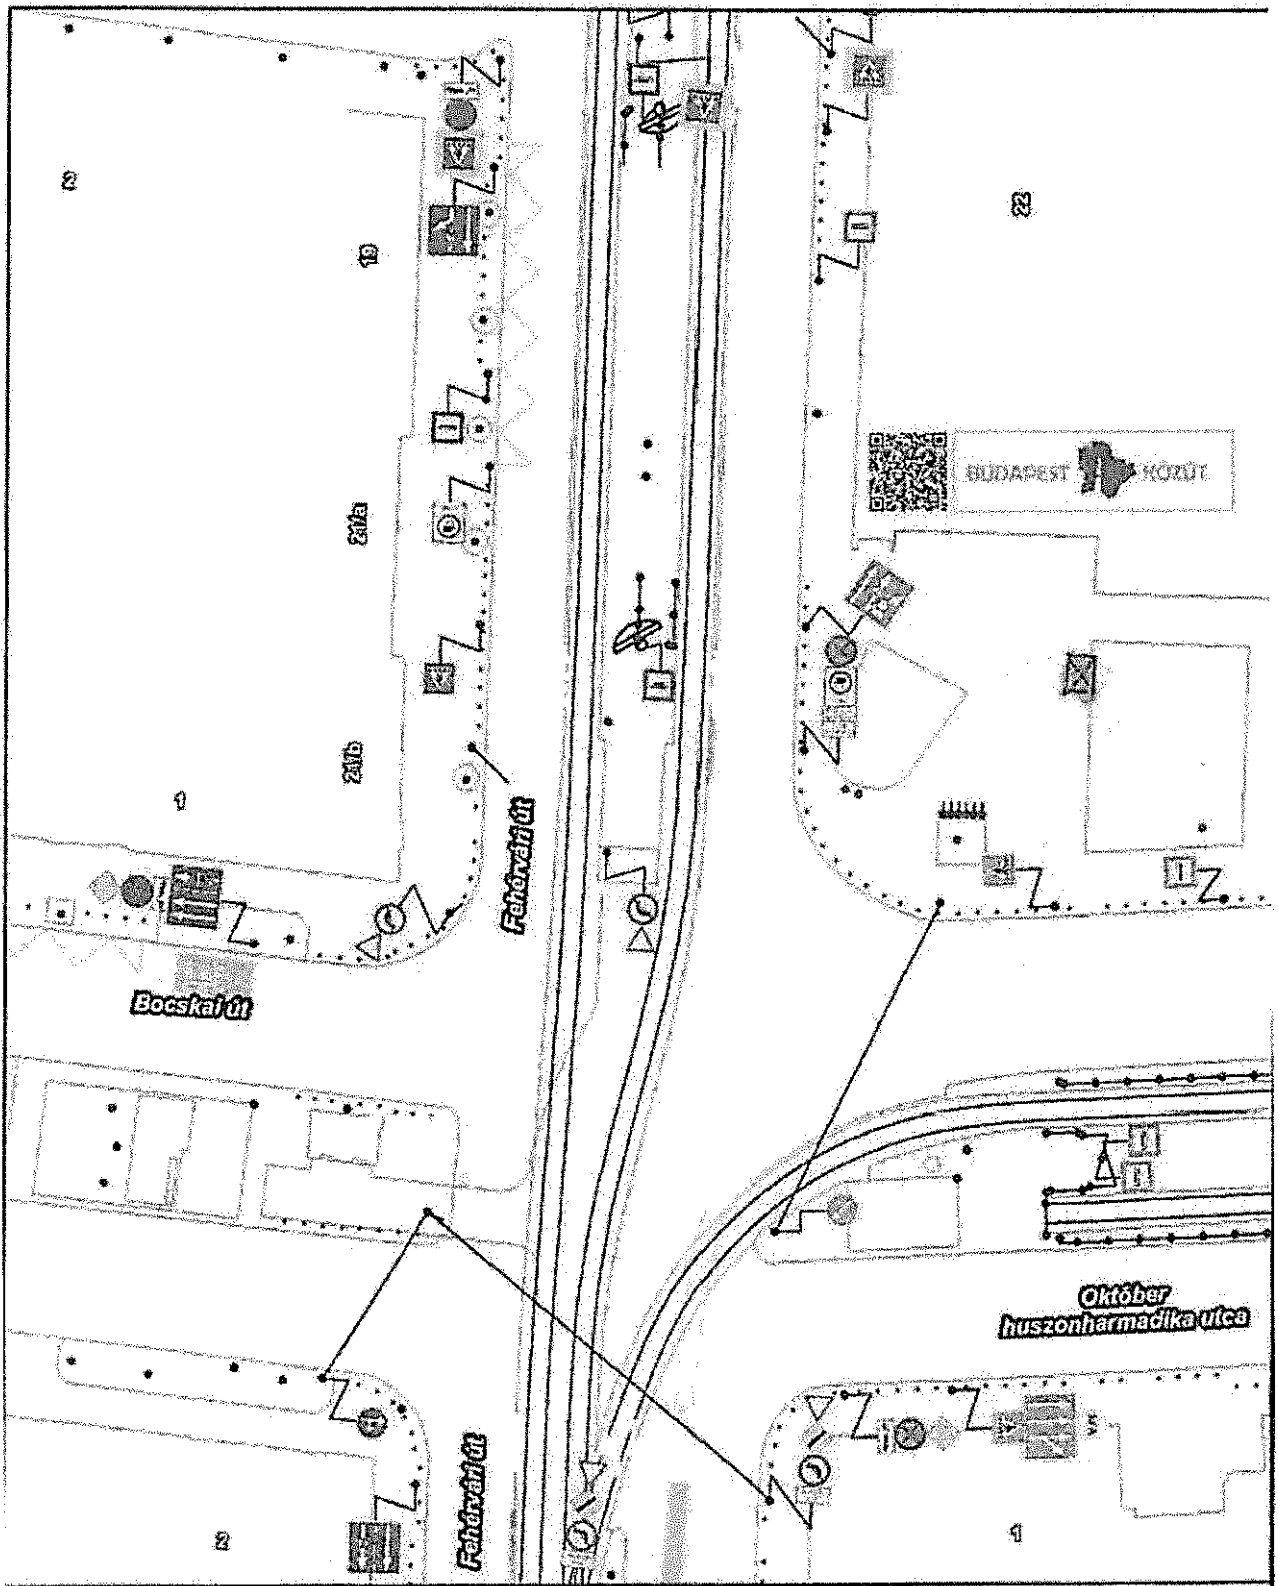 2
22
19
BUDAPEST KÖZÚT
21/a
21/b
1
Fehérvári út
Bocskai út
Október
huszonharmadika utca
Fehérvári út
2
1